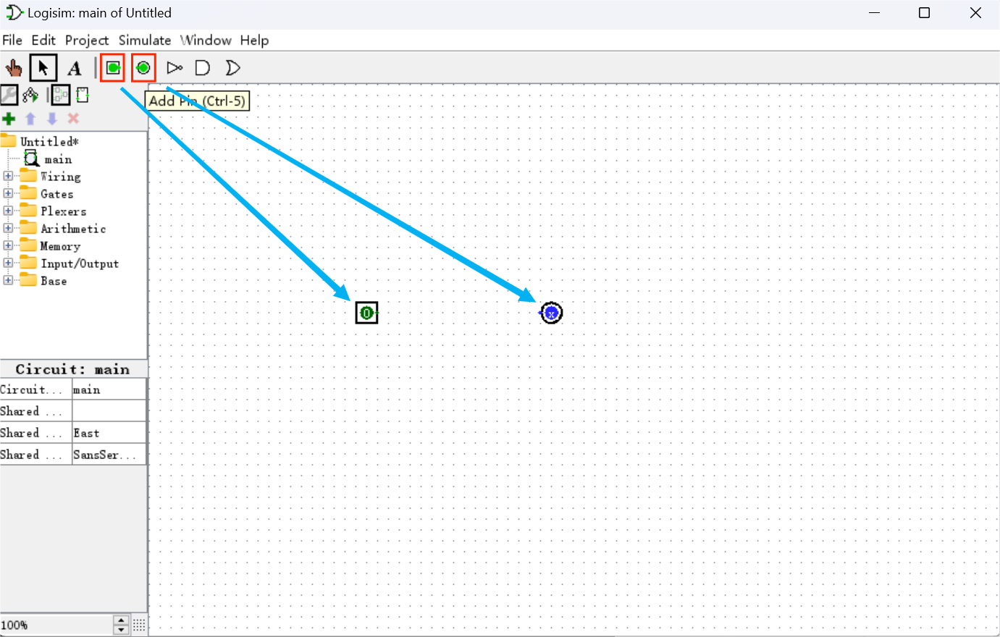 Logisim: main of Untitled
File Edit Project Simulate Window Help
A
Add Pin (Ctrl-5)
Untitled*
main
Wiring
Gates
Plexers
Arithmetic
Memory
Input/Output
Base
0
x
Circuit: main
Circuit... main
Shared ...
Shared ... East
Shared ... SansSer...
100%